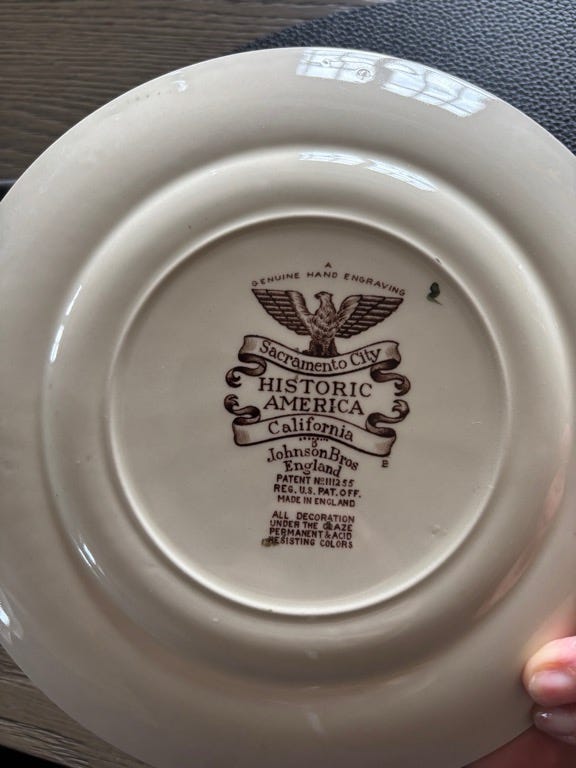 A
GENUINE HAND ENGRAVING
Sacramento City
HISTORIC
AMERICA
California
B
Johnson Bros
England
PATENT Nº 111255
REG. U.S. PAT. OFF.
MADE IN ENGLAND
ALL DECORATION
UNDER THE GLAZE
PERMANENT & ACID
RESISTING COLORS